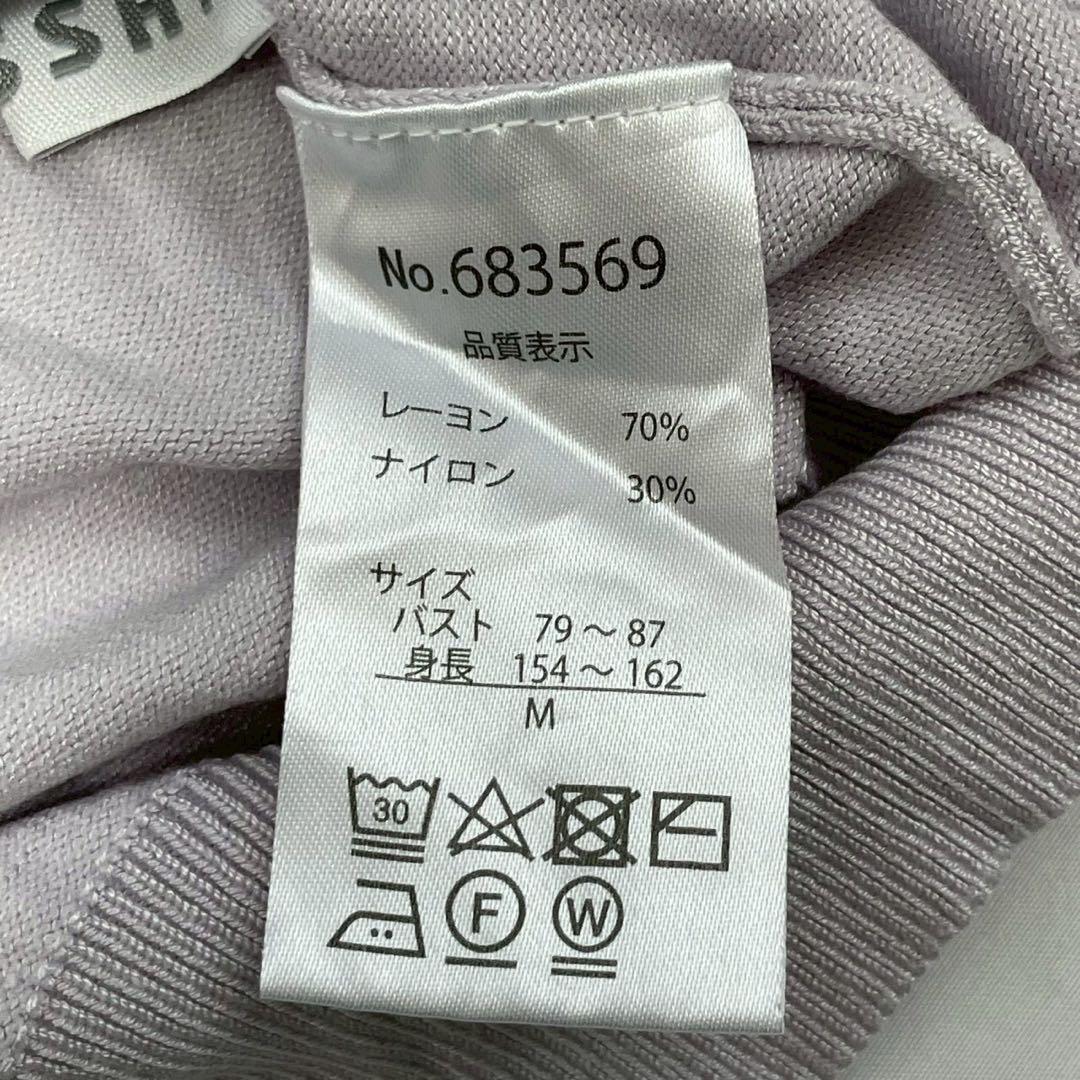 No.683569
品質表示
レーヨン 70%
ナイロン 30%
サイズ
バスト 79～87
身長 154～162
M
30
F
W